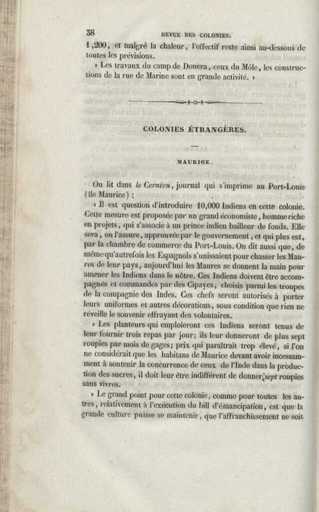 38 REVUE DES COLONIES.
1,200, et malgré la chaleur, l'effectif reste ainsi au-dessous de
toutes les prévisions.
» Les travaux du camp de Douera, ceux du Môle, les construc-
tions de la rue de Marine sont en grande activité. »
COLONIES ÉTRANGÈRES.
MAURICE.
On lit dans le Cernéen, journal qui s'imprime au Port-Louis
(île Maurice) :
« Il est question d'introduire 10,000 Indiens en cette colonie.
Cette mesure est proposée par un grand économiste, homme riche
en projets, qui s'associe à un prince indien bailleur de fonds. Elle
sera, on l'assure, approuvée par le gouvernement, et qui plus est,
par la chambre de commerce du Port-Louis. On dit aussi que, de
même qu'autrefois les Espagnols s'unissaient pour chasser les Mau-
res de leur pays, aujourd'hui les Maures se donnent la main pour
amener les Indiens dans le nôtre. Ces Indiens doivent être accom-
pagnés et commandés par des Cipayes, choisis parmi les troupes
de la compagnie des Indes. Ces chefs seront autorisés à porter
leurs uniformes et autres décorations, sous condition que rien ne
réveille le souvenir effrayant des volontaires.
» Les planteurs qui emploieront ces Indiens seront tenus de
leur fournir trois repas par jour; ils leur donneront de plus sept
roupies par mois de gages; prix qui paraîtrait trop élevé, si l'on
ne considérait que les habitans de Maurice devant avoir incessam-
ment à soutenir la concurrence de ceux de l'Inde dans la produc-
tion des sucres, il doit leur être indifférent de donner sept roupies
sans vivres.
» Le grand point pour cette colonie, comme pour toutes les au-
tres, relativement à l'exécution du bill d'émancipation, est que la
grande culture puisse se maintenir, que l'affranchissement ne soit